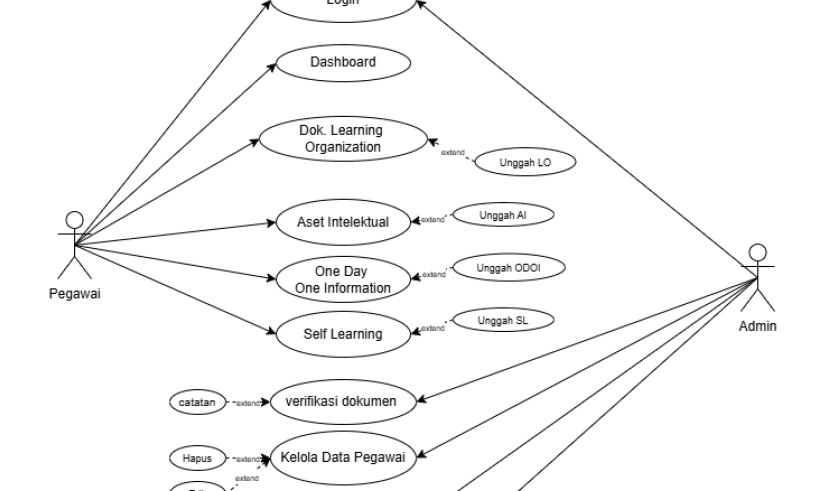 Login
Dashboard
Dok. Learning
Organization
extend
Unggah LO
Aset Intelektual
extend
Unggah AI
One Day
One Information
extend
Unggah ODOI
Pegawai
Self Learning
extend
Unggah SL
Admin
catatan
extend
verifikasi dokumen
Hapus
extend
Kelola Data Pegawai
extend